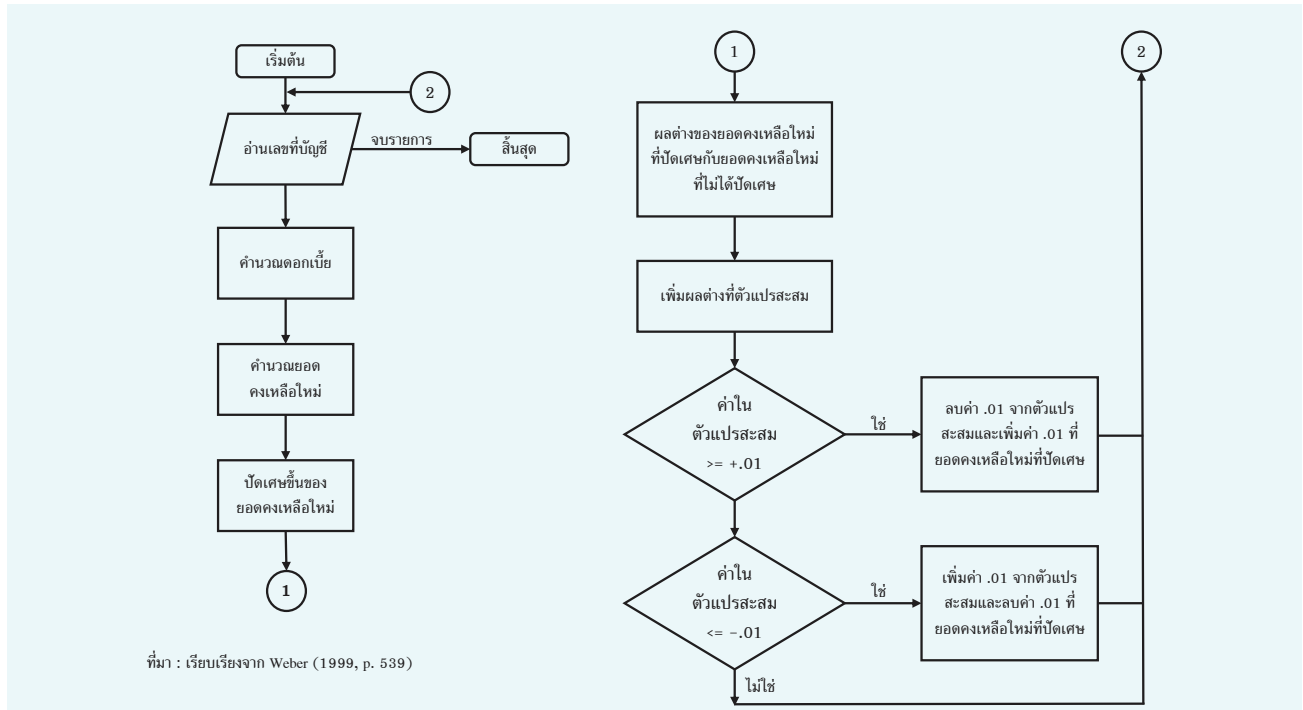 เริ่มต้น
2
อ่านเลขที่บัญชี
จบรายการ
สิ้นสุด
คำนวณดอกเบี้ย
คำนวณยอด
คงเหลือใหม่
ปัดเศษขึ้นของ
ยอดคงเหลือใหม่
1
ที่มา : เรียบเรียงจาก Weber (1999, p. 539)
1
ผลต่างของยอดคงเหลือใหม่
ที่ปัดเศษกับยอดคงเหลือใหม่
ที่ไม่ได้ปัดเศษ
เพิ่มผลต่างที่ตัวแปรสะสม
ค่าใน
ตัวแปรสะสม
>= +.01
ใช่
ลบค่า .01 จากตัวแปร
สะสมและเพิ่มค่า .01 ที่
ยอดคงเหลือใหม่ที่ปัดเศษ
ค่าใน
ตัวแปรสะสม
<= -.01
ใช่
เพิ่มค่า .01 จากตัวแปร
สะสมและลบค่า .01 ที่
ยอดคงเหลือใหม่ที่ปัดเศษ
ไม่ใช่
2